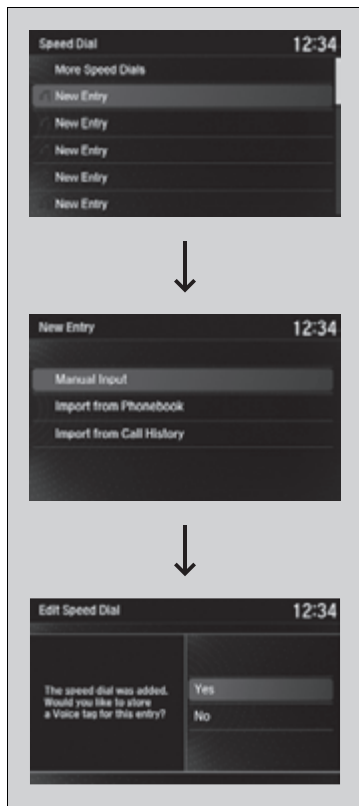 Speed Dial 12:34
More Speed Dials
New Entry
New Entry
New Entry
New Entry
New Entry
New Entry 12:34
Manual Input
Import from Phonebook
Import from Call History
Edit Speed Dial 12:34
The speed dial was added.
Would you like to store
a Voice tag for this entry?
Yes
No